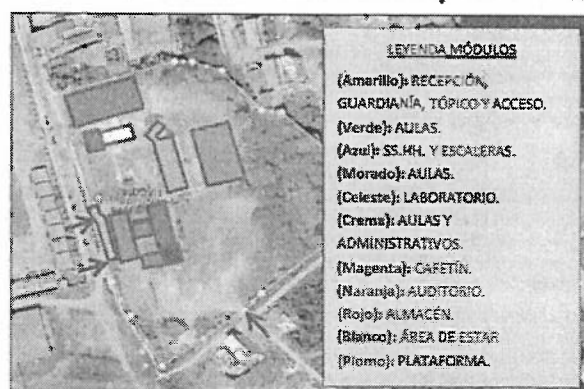 LEYENDA MÓDULOS
(Amarillo): RECEPCIÓN,
GUARDIANÍA, TÓPICO Y ACCESO.
(Verde): AULAS.
(Azul): SS.HH. Y ESCALERAS.
(Morado): AULAS.
(Celeste): LABORATORIO.
(Crema): AULAS Y
ADMINISTRATIVOS.
(Magenta): CAFETÍN.
(Naranja): AUDITORIO.
(Rojo): ALMACÉN.
(Blanco): ÁREA DE ESTAR
(Plomo): PLATAFORMA.